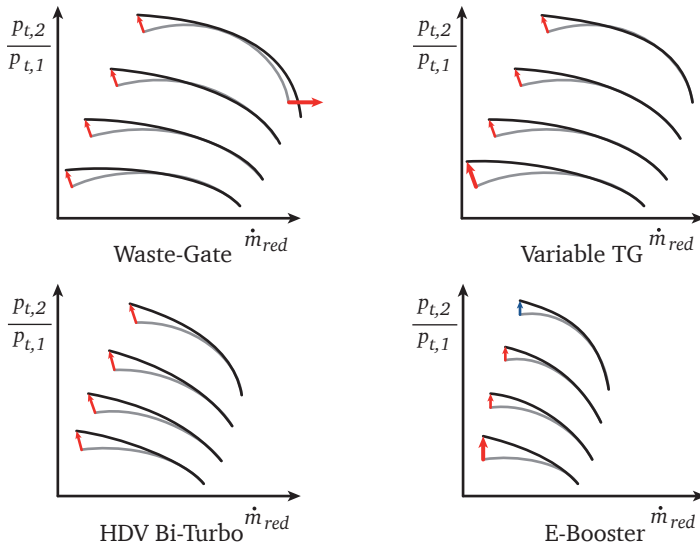 p_{t,2}
p_{t,1}
ṁ_{red}
Waste-Gate
p_{t,2}
p_{t,1}
ṁ_{red}
Variable TG
p_{t,2}
p_{t,1}
ṁ_{red}
HDV Bi-Turbo
p_{t,2}
p_{t,1}
ṁ_{red}
E-Booster